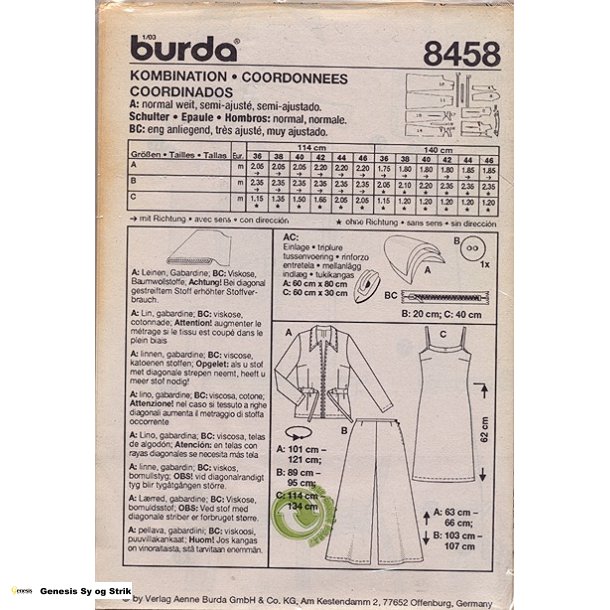 1/03
burda
8458
KOMBINATION • COORDONNEES
COORDINADOS
A: normal weit, semi-ajusté, semi-ajustado.
Schulter • Epaule • Hombros: normal, normale.
BC: eng anliegend, très ajusté, muy ajustado.
114 cm 140 cm
Größen • Tailles • Tallas Eur. 36 38 40 42 44 46 36 38 40 42 44 46
A m 2.05 2.05 2.05 2.20 2.20 2.20 1.75 1.80 1.80 1.80 1.85 1.85
B m 2.35 2.35 2.35 2.35 2.35 2.35 2.05 2.10 2.20 2.35 2.35 2.35
C m 1.15 1.35 1.50 1.65 2.05 2.05 1.15 1.20 1.20 1.20 1.20 1.20
→ mit Richtung • avec sens • con dirección ★ ohne Richtung • sans sens • sin dirección
A: Leinen, Gabardine; BC: Viskose,
Baumwollstoffe, Achtung! Bei diagonal
gestreiftem Stoff erhöhter Stoffver-
brauch.
A: Lin, gabardine; BC: viscose,
cotonnade; Attention! augmenter le
métrage si le tissu est coupé dans le
plein biais
A: linnen, gabardine; BC: viscose,
katoenen stoffen; Opgelet: als u stof
met diagonale strepen neemt, heeft u
meer stof nodig!
A: lino, gabardina; BC: viscosa, cotone;
Attenzione! nel caso si tessuto a righe
diagonali aumenta il metraggio di stoffa
occorrente
A: Lino, gabardina; BC: viscosa, telas
de algodón; Atención: en telas con
rayas diagonales se necesita más tela
A: linne, gabardin; BC: viskos,
bomullstyg; OBS! vid diagonalrandigt
tyg blir tygåtgången större.
A: Lærred, gabardine; BC: Viskose,
bomuldsstof; OBS: Ved stof med
diagonale striber er forbruget større.
A: pellava, gabardiini; BC: viskoosi,
puuvillakankaat; Huom! Jos kangas
on vinoraitaista, sitä tarvitaan enemmän.
AC:
Einlage • triplure
tussenvoering • rinforzo
entretela • mellanlägg
indlæg • tukikangas
A: 60 cm x 80 cm
C: 60 cm x 30 cm
A
B
1x
BC
B: 20 cm; C: 40 cm
A
C
B
62 cm
A: 101 cm –
121 cm;
B: 89 cm –
95 cm;
C: 114 cm –
134 cm
A: 63 cm –
66 cm;
B: 103 cm –
107 cm
© by Verlag Aenne Burda GmbH & Co. KG, Am Kestendamm 2, 77652 Offenburg, Germany
Genesis Genesis Sy og Strik